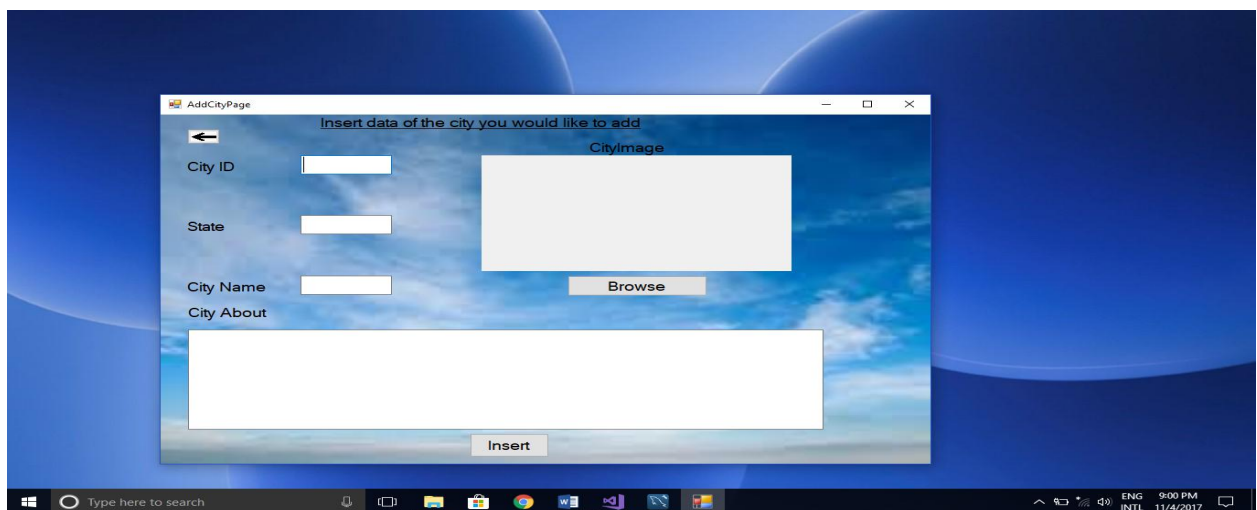 AddCityPage
Insert data of the city you would like to add
CityImage
City ID
State
City Name
Browse
City About
Insert
Type here to search
ENG
INTL
9:00 PM
11/4/2017